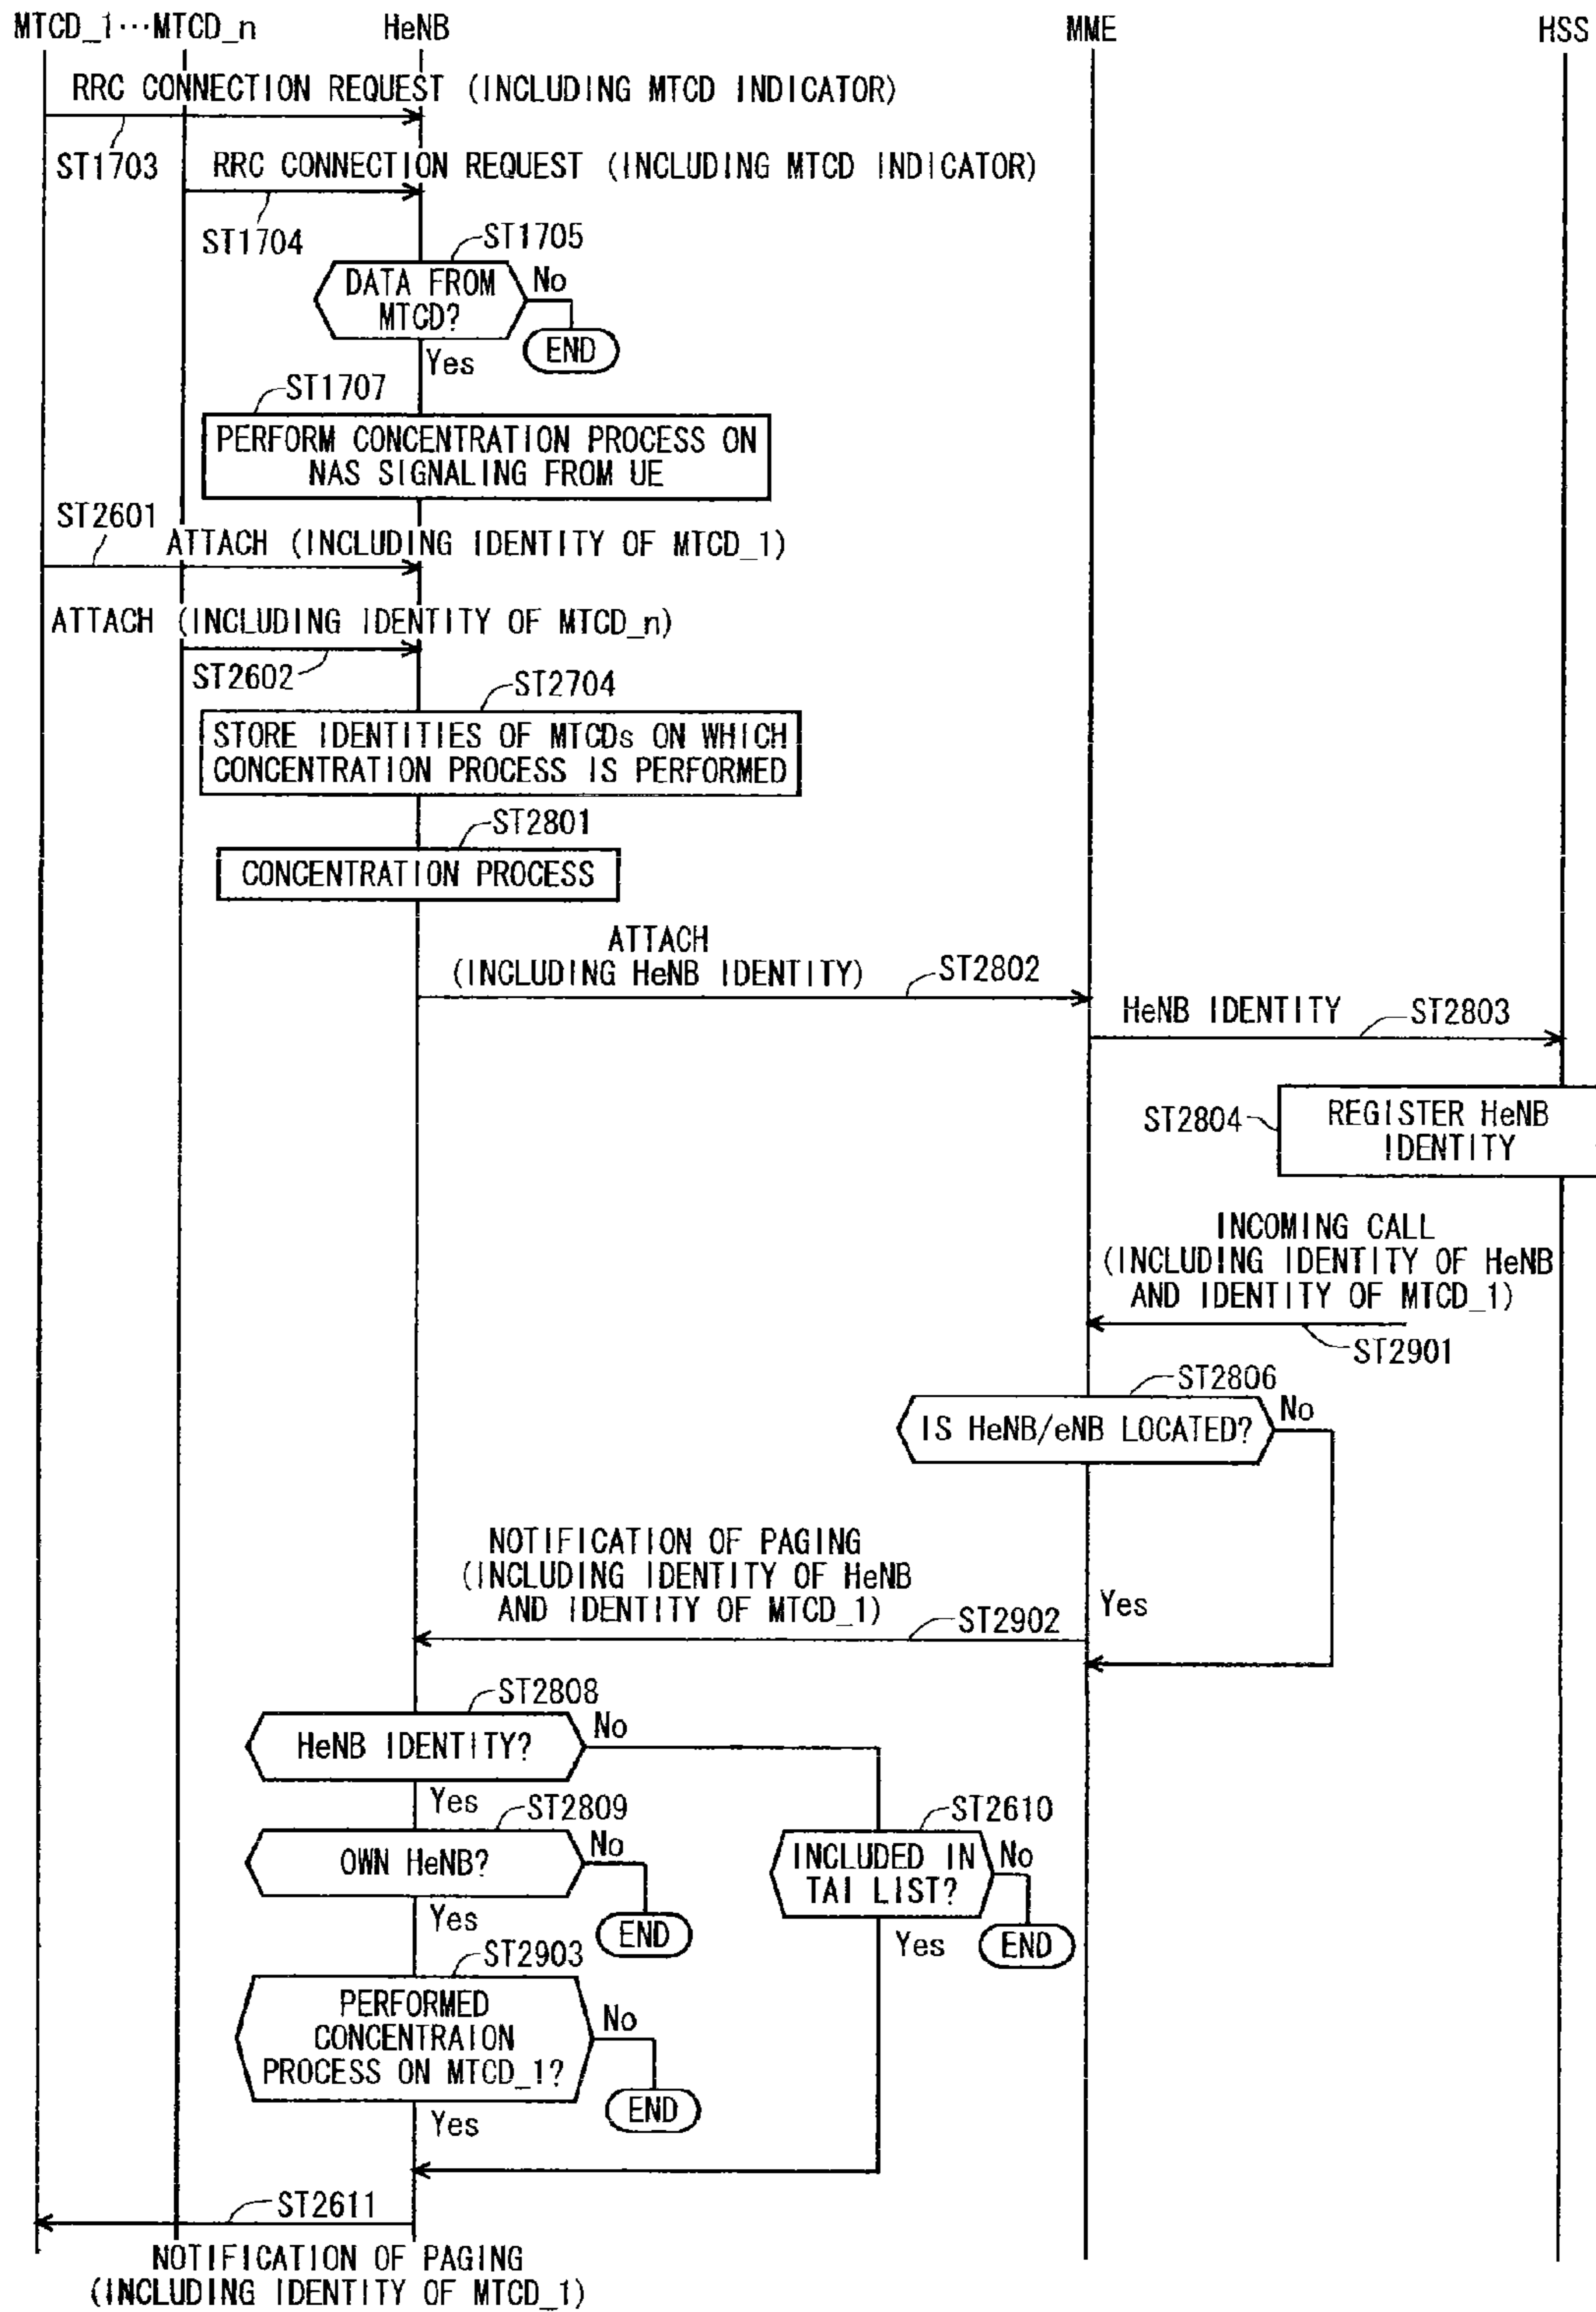 MTCD_1···MTCD_n HeNB MME HSS
RRC CONNECTION REQUEST (INCLUDING MTCD INDICATOR)
ST1703
RRC CONNECTION REQUEST (INCLUDING MTCD INDICATOR)
ST1704
ST1705
DATA FROM
MTCD?
No
END
Yes
ST1707
PERFORM CONCENTRATION PROCESS ON
NAS SIGNALING FROM UE
ST2601
ATTACH (INCLUDING IDENTITY OF MTCD_1)
ATTACH (INCLUDING IDENTITY OF MTCD_n)
ST2602
ST2704
STORE IDENTITIES OF MTCDs ON WHICH
CONCENTRATION PROCESS IS PERFORMED
ST2801
CONCENTRATION PROCESS
ATTACH
(INCLUDING HeNB IDENTITY)
ST2802
HeNB IDENTITY
ST2803
ST2804
REGISTER HeNB
IDENTITY
INCOMING CALL
(INCLUDING IDENTITY OF HeNB
AND IDENTITY OF MTCD_1)
ST2901
ST2806
IS HeNB/eNB LOCATED?
No
NOTIFICATION OF PAGING
(INCLUDING IDENTITY OF HeNB
AND IDENTITY OF MTCD_1)
Yes
ST2902
ST2808
HeNB IDENTITY?
No
Yes
ST2809
OWN HeNB?
No
END
Yes
ST2610
INCLUDED IN
TAI LIST?
No
END
Yes
ST2903
PERFORMED
CONCENTRAION
PROCESS ON MTCD_1?
No
END
Yes
ST2611
NOTIFICATION OF PAGING
(INCLUDING IDENTITY OF MTCD_1)